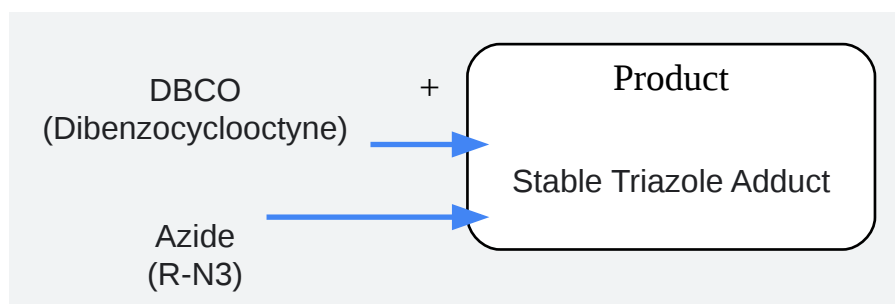 DBCO
(Dibenzocyclooctyne)
+
Product
Stable Triazole Adduct
Azide
(R-N3)